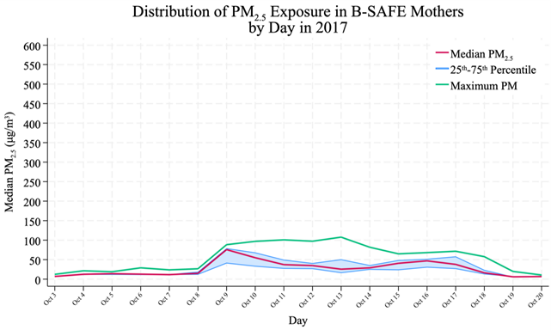 Distribution of PM2.5 Exposure in B-SAFE Mothers
by Day in 2017
Median PM2.5
25th-75th Percentile
Maximum PM
Median PM2.5 (µg/m³)
600
550
500
450
400
350
300
250
200
150
100
50
0
Oct 3
Oct 4
Oct 5
Oct 6
Oct 7
Oct 8
Oct 9
Oct 10
Oct 11
Oct 12
Oct 13
Oct 14
Oct 15
Oct 16
Oct 17
Oct 18
Oct 19
Oct 20
Day